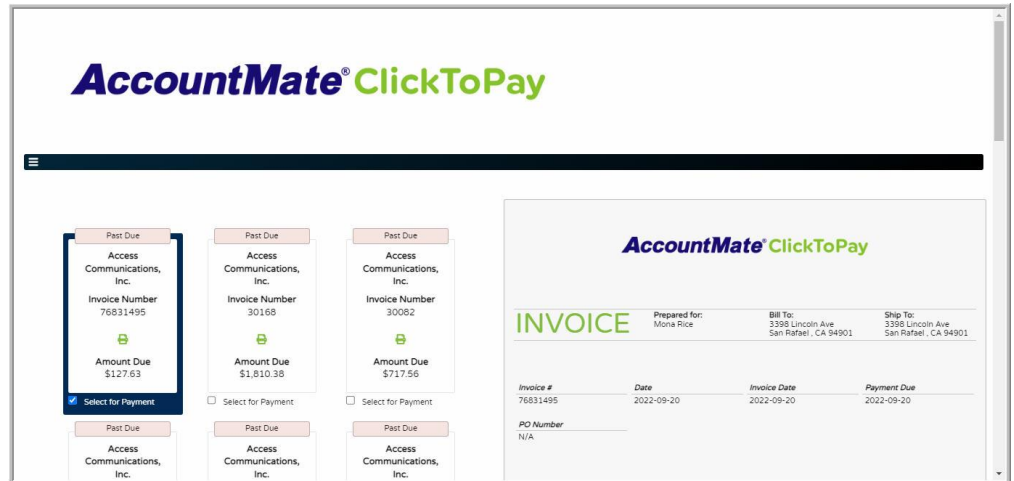 AccountMate® ClickToPay
Past Due
Access
Communications,
Inc.
Invoice Number
76831495
Amount Due
$127.63
Select for Payment
Past Due
Access
Communications,
Inc.
Invoice Number
30168
Amount Due
$1,810.38
Select for Payment
Past Due
Access
Communications,
Inc.
Invoice Number
30082
Amount Due
$717.56
Select for Payment
Past Due
Access
Communications,
Inc.
Past Due
Access
Communications,
Inc.
Past Due
Access
Communications,
Inc.
AccountMate® ClickToPay
INVOICE
Prepared for:
Mona Rice
Bill To:
3398 Lincoln Ave
San Rafael , CA 94901
Ship To:
3398 Lincoln Ave
San Rafael , CA 94901
Invoice # Date Invoice Date Payment Due
76831495 2022-09-20 2022-09-20 2022-09-20
PO Number
N/A